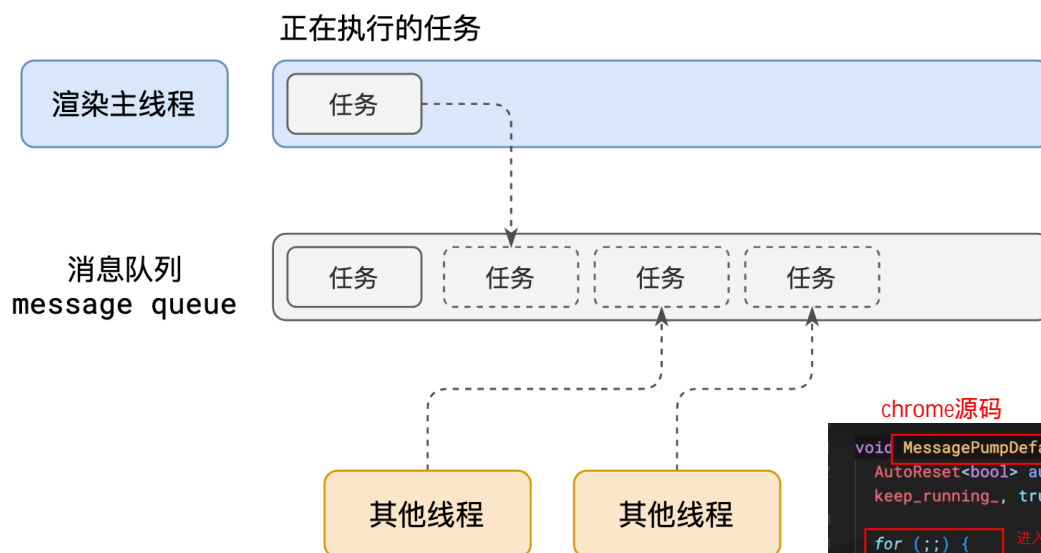 正在执行的任务
渲染主线程
任务
消息队列
message queue
任务
任务
任务
任务
chrome源码
void MessagePumpDefa
AutoReset<bool> au
keep_running_, tru
for (;;) {
进入
其他线程
其他线程